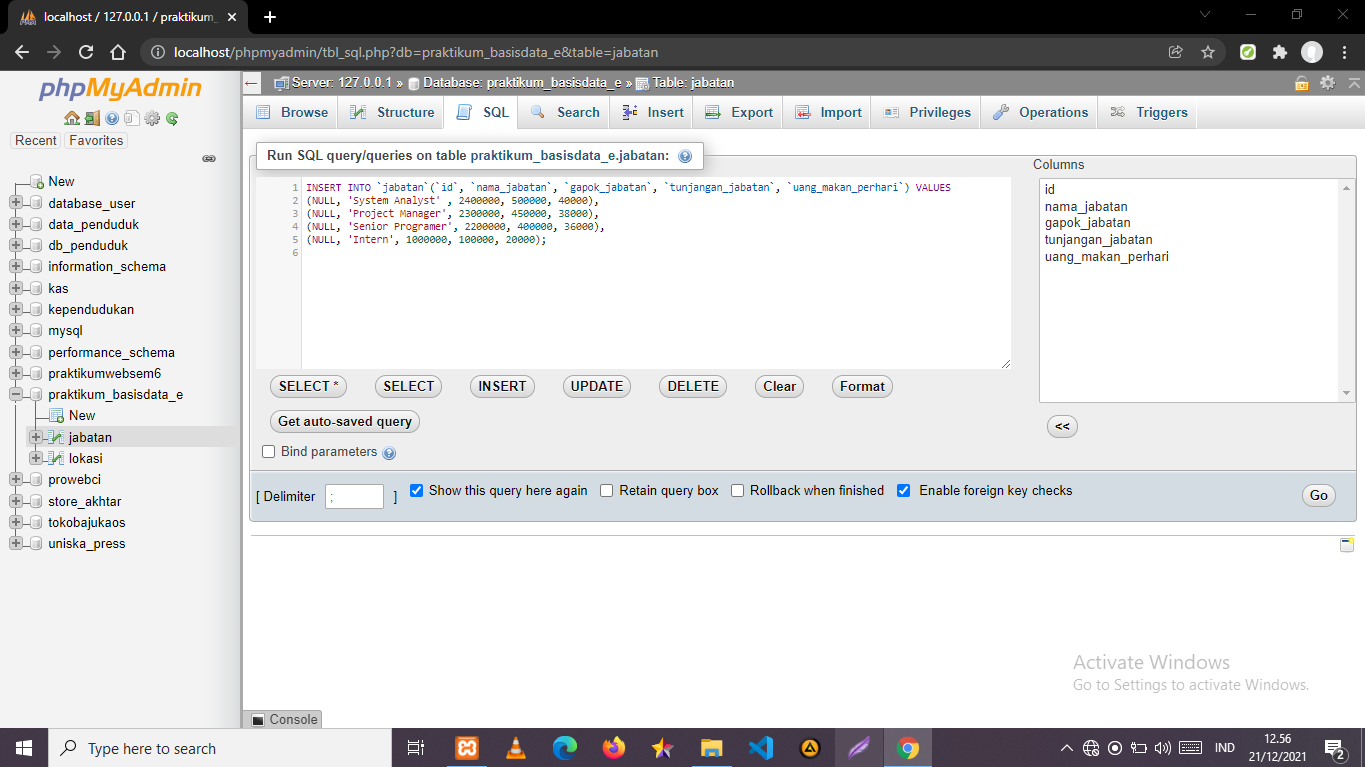 localhost / 127.0.0.1 / praktikum_
localhost/phpmyadmin/tbl_sql.php?db=praktikum_basisdata_e&table=jabatan
phpMyAdmin
Recent Favorites
New
database_user
data_penduduk
db_penduduk
information_schema
kas
kependudukan
mysql
performance_schema
praktikumwebsem6
praktikum_basisdata_e
New
jabatan
lokasi
prowebci
store_akhtar
tokobajukaos
uniska_press
Server: 127.0.0.1 » Database: praktikum_basisdata_e » Table: jabatan
Browse Structure SQL Search Insert Export Import Privileges Operations Triggers
Run SQL query/queries on table praktikum_basisdata_e.jabatan:
1 INSERT INTO `jabatan`(`id`, `nama_jabatan`, `gapok_jabatan`, `tunjangan_jabatan`, `uang_makan_perhari`) VALUES
2 (NULL, 'System Analyst' , 2400000, 500000, 40000),
3 (NULL, 'Project Manager', 2300000, 450000, 38000),
4 (NULL, 'Senior Programer', 2200000, 400000, 36000),
5 (NULL, 'Intern', 1000000, 100000, 20000);
6
Columns
id
nama_jabatan
gapok_jabatan
tunjangan_jabatan
uang_makan_perhari
<<
SELECT * SELECT INSERT UPDATE DELETE Clear Format
Get auto-saved query
Bind parameters
[ Delimiter ; ] Show this query here again Retain query box Rollback when finished Enable foreign key checks Go
Activate Windows
Go to Settings to activate Windows.
Console
Type here to search
IND
12.56
21/12/2021
2